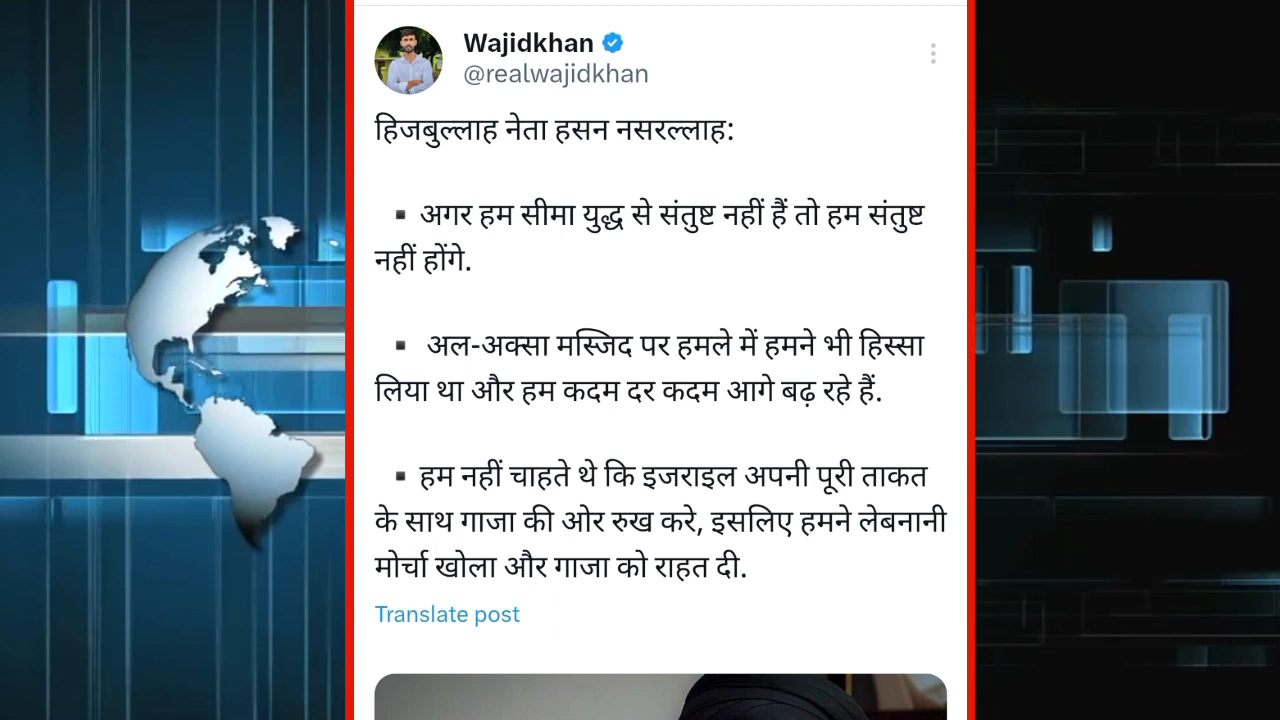 Wajidkhan
@realwajidkhan
हिजबुल्लाह नेता हसन नसरल्लाह:
▪ अगर हम सीमा युद्ध से संतुष्ट नहीं हैं तो हम संतुष्ट
नहीं होंगे.
▪ अल-अक्सा मस्जिद पर हमले में हमने भी हिस्सा
लिया था और हम कदम दर कदम आगे बढ़ रहे हैं.
▪ हम नहीं चाहते थे कि इजराइल अपनी पूरी ताकत
के साथ गाजा की ओर रुख करे, इसलिए हमने लेबनानी
मोर्चा खोला और गाजा को राहत दी.
Translate post